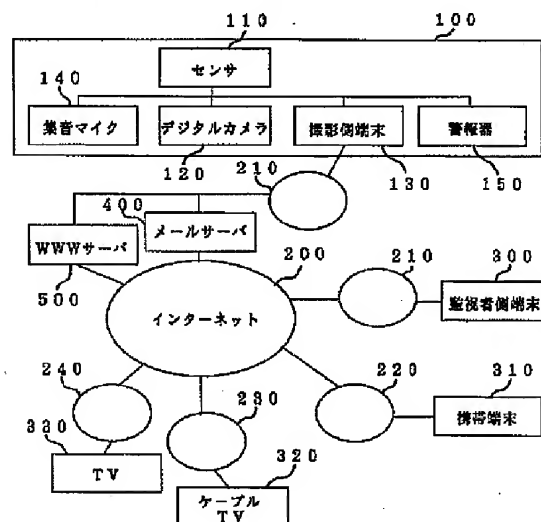 110
100
センサ
140
集音マイク
デジタルカメラ
撮影側端末
警報器
120
210
130
150
400
メールサーバ
WWWサーバ
500
200
210
300
インターネット
監視者側端末
240
220
310
230
330
携帯端末
TV
320
ケーブル
TV